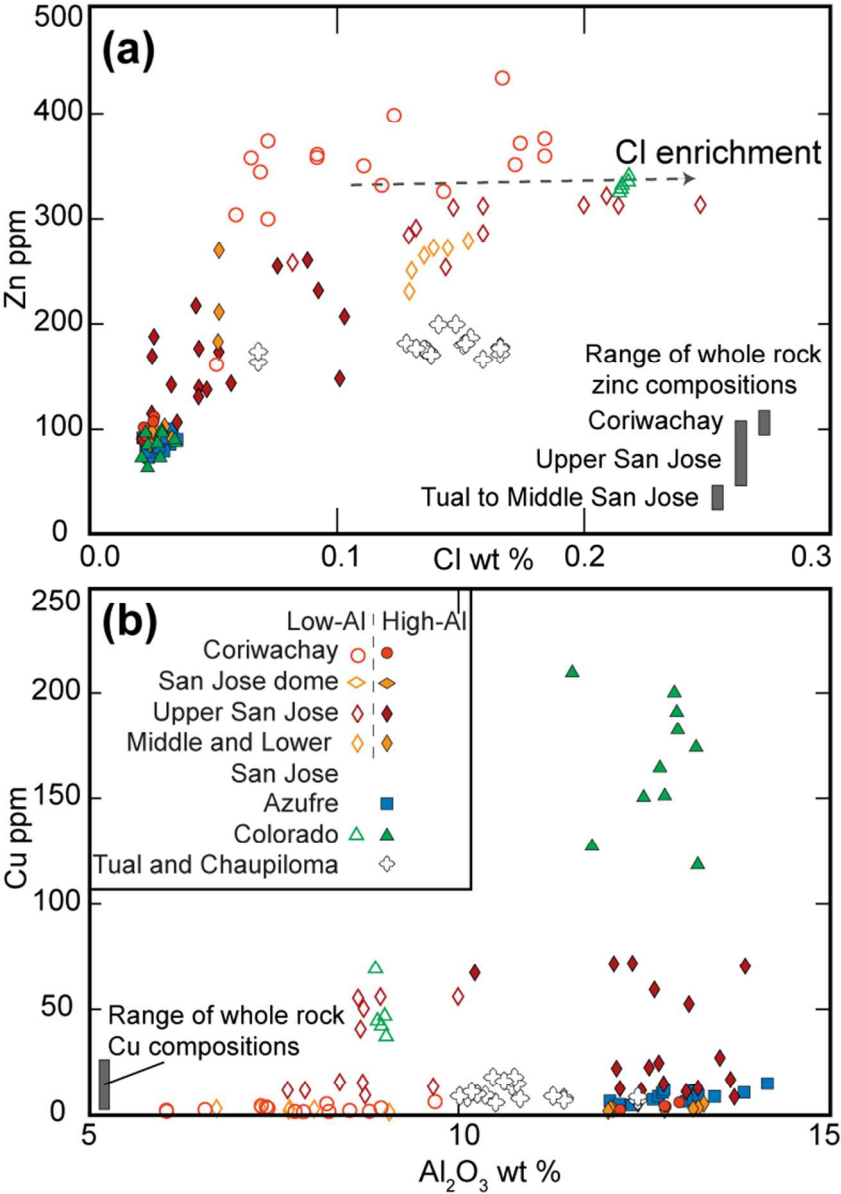 (a)
500
400
300
200
100
0
Zn ppm
Cl enrichment
Range of whole rock
zinc compositions
Coriwachay
Upper San Jose
Tual to Middle San Jose
0.0 0.1 0.2 0.3
Cl wt %
(b)
250
200
150
100
50
0
Cu ppm
Low-Al High-Al
Coriwachay
San Jose dome
Upper San Jose
Middle and Lower
San Jose
Azufre
Colorado
Tual and Chaupiloma
Range of whole rock
Cu compositions
5 10 15
Al₂O₃ wt %